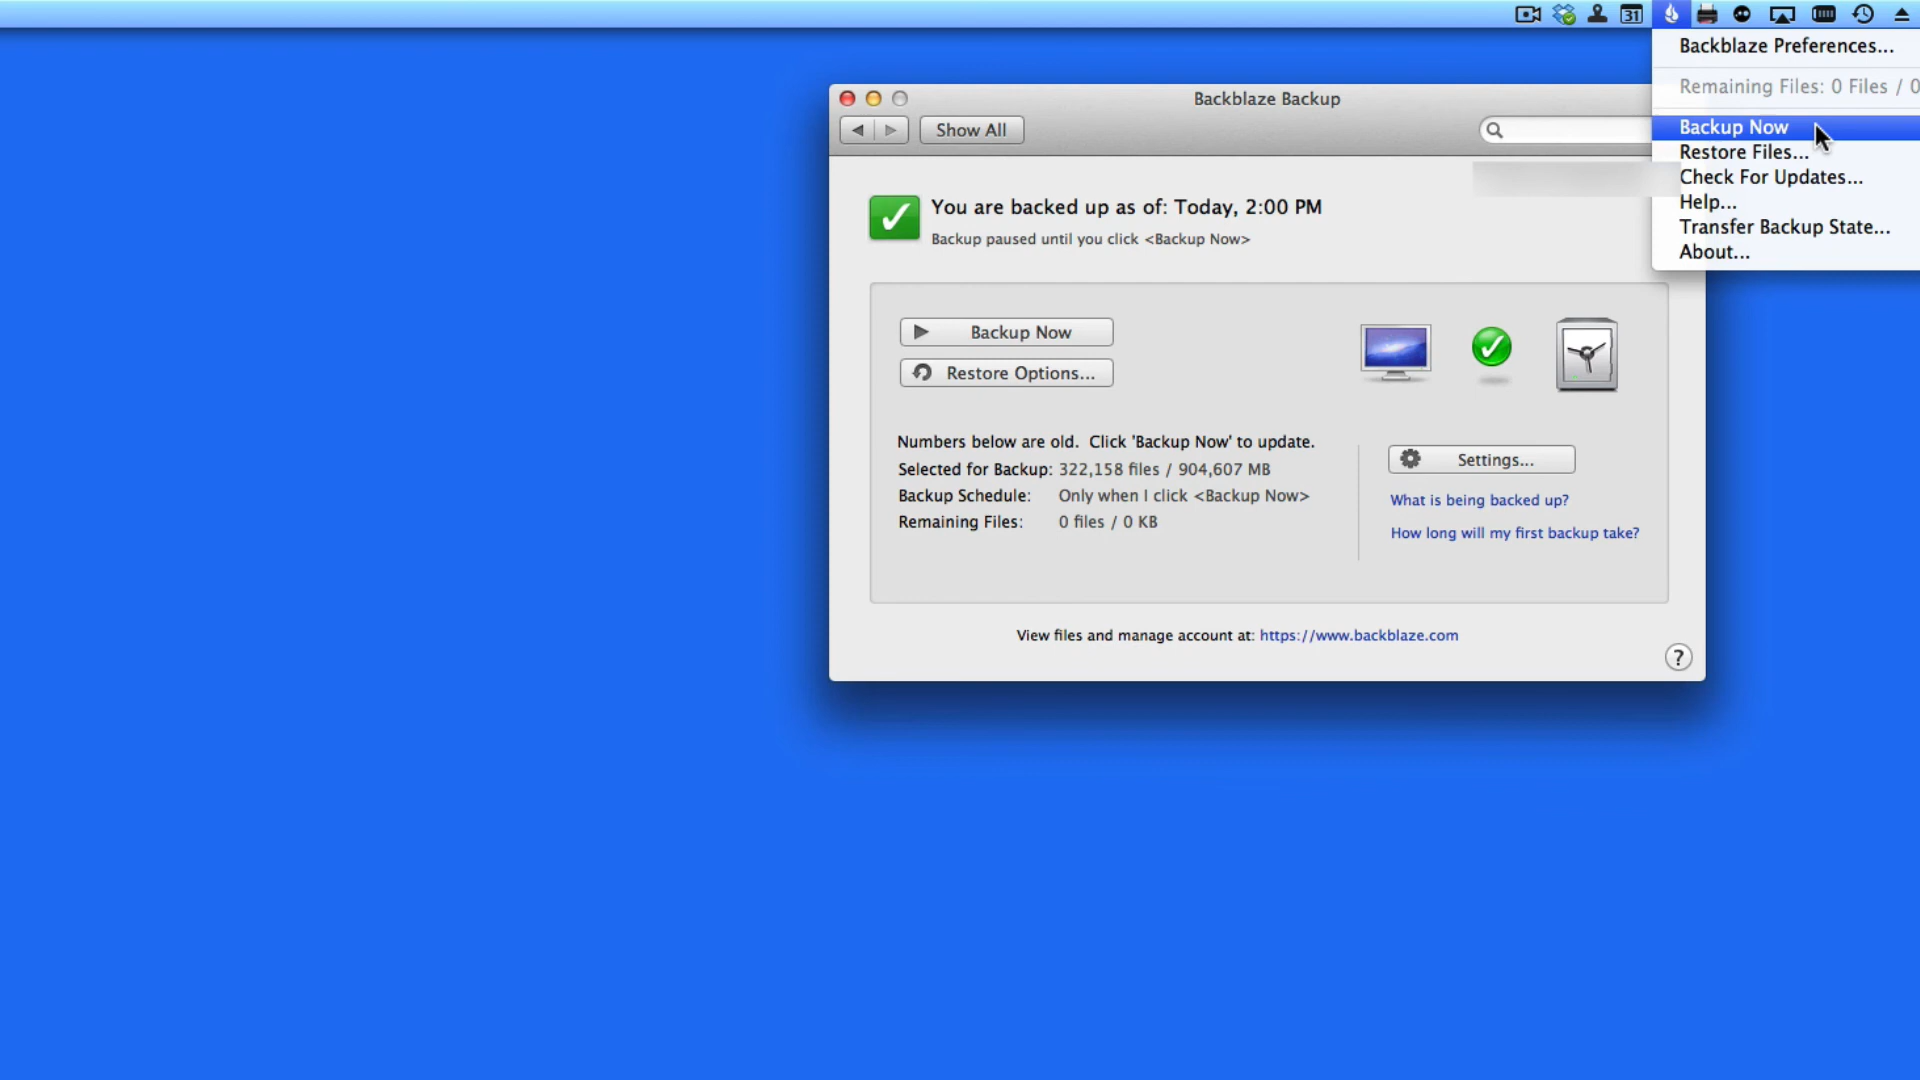 31
Backblaze Preferences...
Remaining Files: 0 Files / 0
Backup Now
Restore Files...
Check For Updates...
Help...
Transfer Backup State...
About...
Backblaze Backup
Show All
You are backed up as of: Today, 2:00 PM
Backup paused until you click <Backup Now>
Backup Now
Restore Options...
Numbers below are old. Click 'Backup Now' to update.
Selected for Backup: 322,158 files / 904,607 MB
Backup Schedule: Only when I click <Backup Now>
Remaining Files: 0 files / 0 KB
Settings...
What is being backed up?
How long will my first backup take?
View files and manage account at: https://www.backblaze.com
?